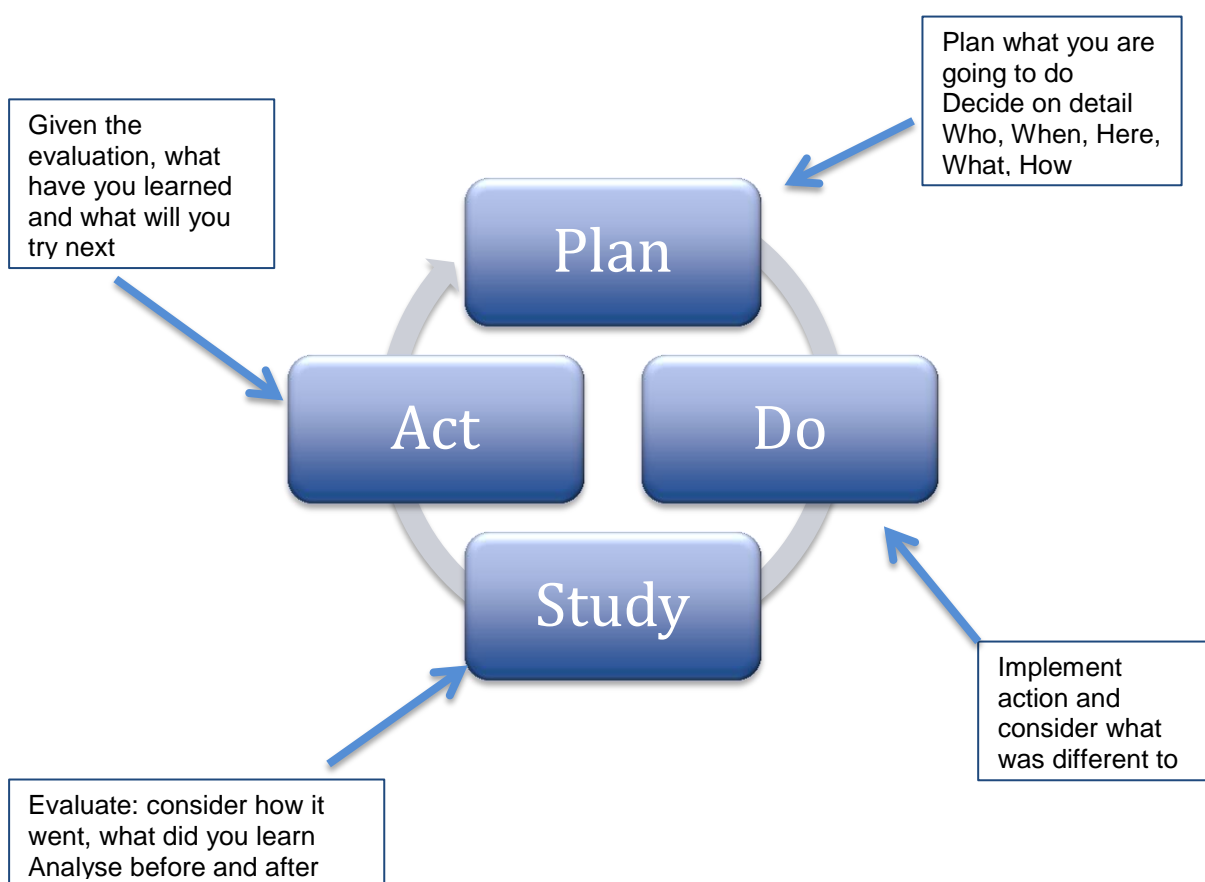 Plan what you are
going to do
Decide on detail
Who, When, Here,
What, How
Given the
evaluation, what
have you learned
and what will you
try next
Plan
Act
Do
Study
Implement
action and
consider what
was different to
Evaluate: consider how it
went, what did you learn
Analyse before and after